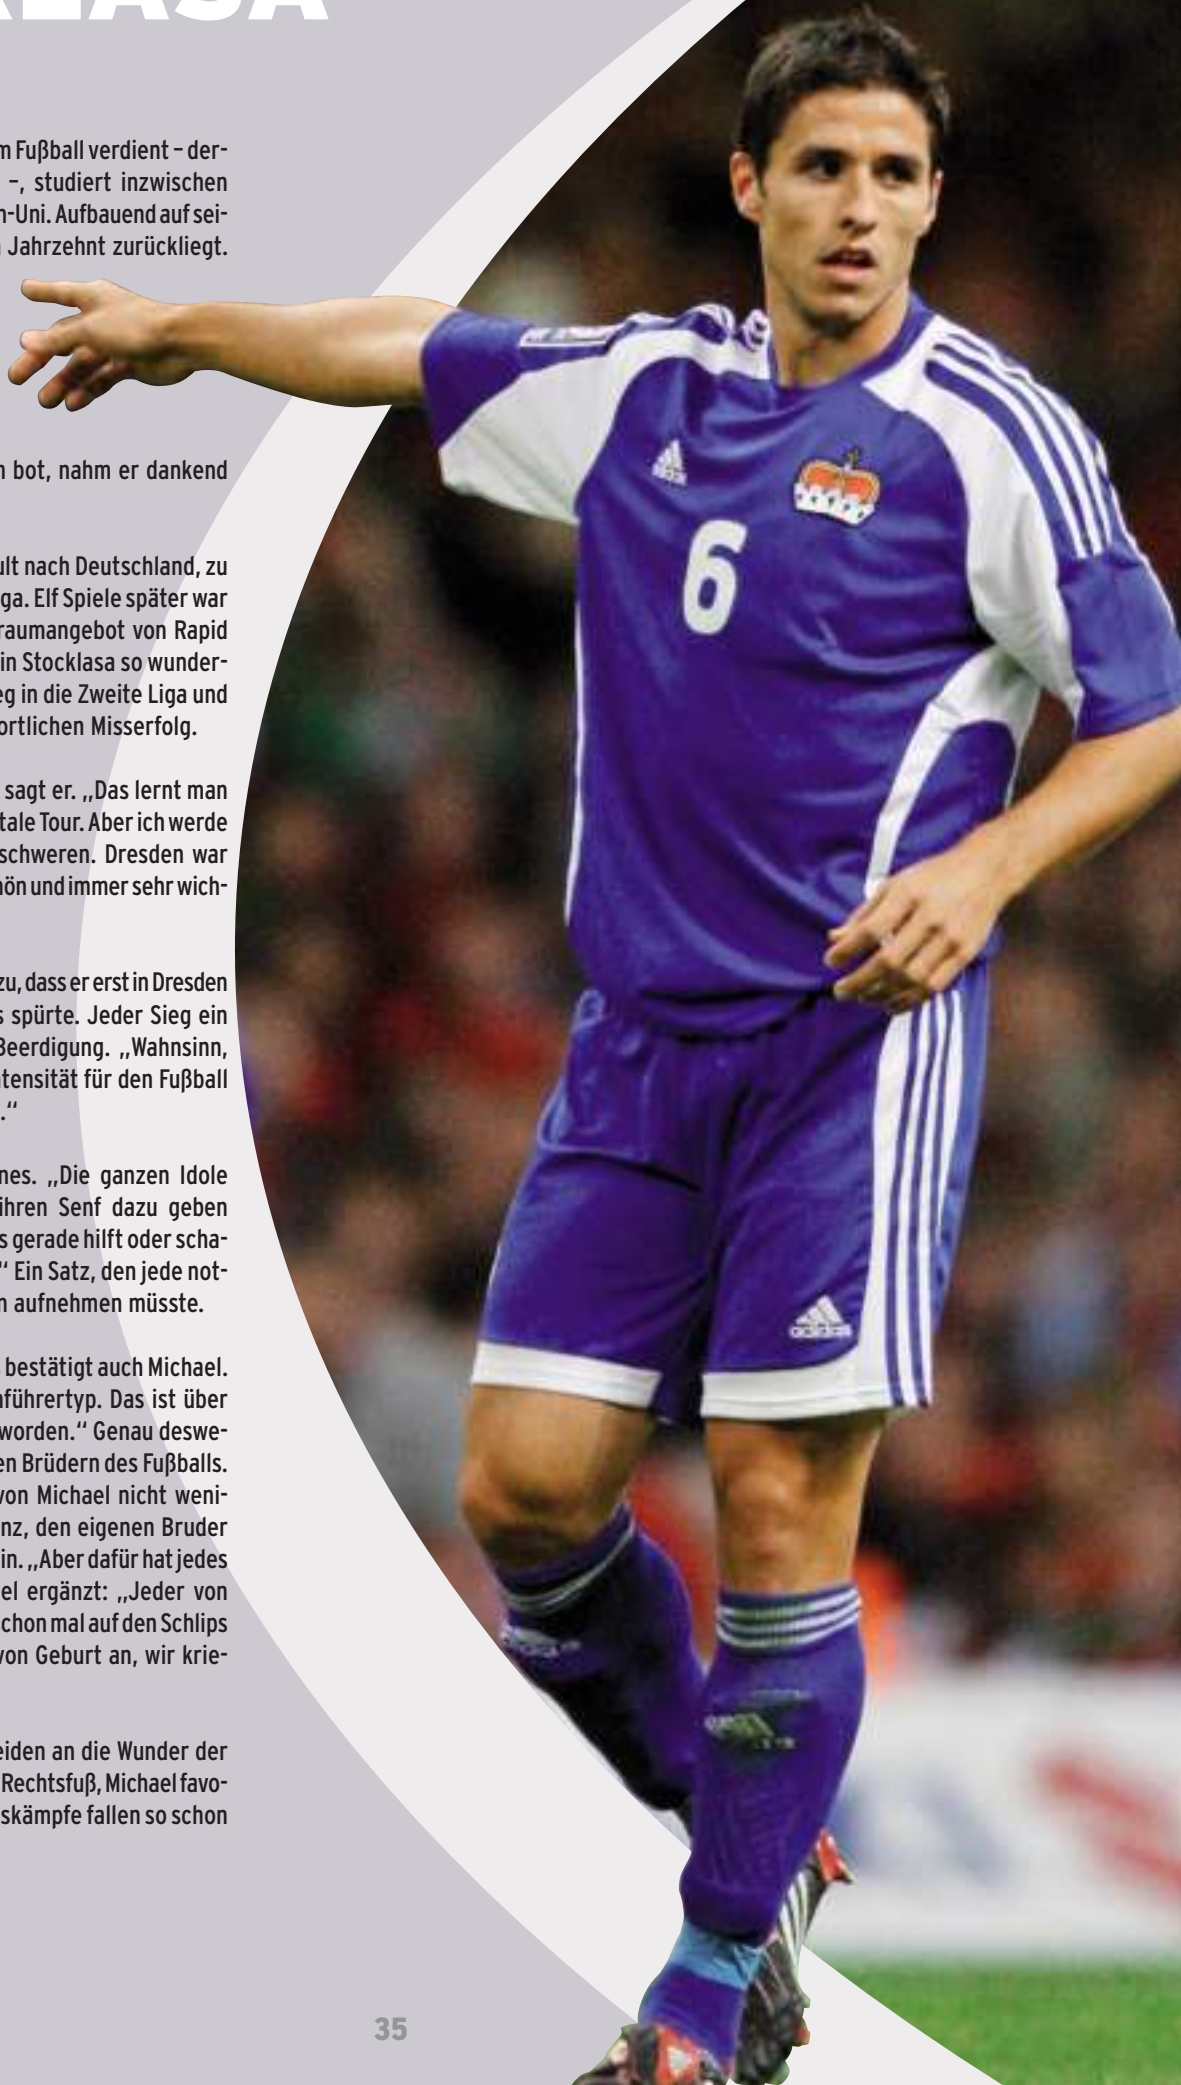 m Fußball verdient – der-
–, studiert inzwischen
n-Uni. Aufbauend auf sei-
Jahrzehnt zurückliegt.
n bot, nahm er dankend
ult nach Deutschland, zu
ga. Elf Spiele später war
raumangebot von Rapid
in Stocklasa so wunder-
eg in die Zweite Liga und
ortlichen Misserfolg.
sagt er. „Das lernt man
tale Tour. Aber ich werde
schweren. Dresden war
hön und immer sehr wich-
zu, dass er erst in Dresden
s spürte. Jeder Sieg ein
Beerdigung. „Wahnsinn,
ntensität für den Fußball
.“
nes. „Die ganzen Idole
ihren Senf dazu geben
s gerade hilft oder scha-
“ Ein Satz, den jede not-
n aufnehmen müsste.
bestätigt auch Michael.
nführertyp. Das ist über
worden.“ Genau deswe-
en Brüdern des Fußballs.
von Michael nicht weni-
nz, den eigenen Bruder
in. „Aber dafür hat jedes
el ergänzt: „Jeder von
schon mal auf den Schlips
von Geburt an, wir krie-
eiden an die Wunder der
Rechtsfuß, Michael favo-
skämpfe fallen so schon
adidas
6
adidas
35